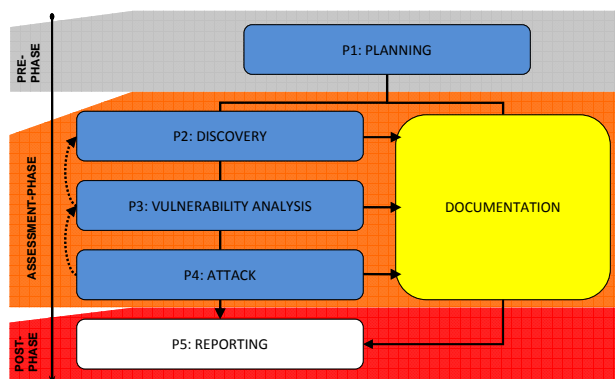 PRE-
PHASE
P1: PLANNING
ASSESSMENT-PHASE
P2: DISCOVERY
P3: VULNERABILITY ANALYSIS
DOCUMENTATION
P4: ATTACK
POST-
PHASE
P5: REPORTING